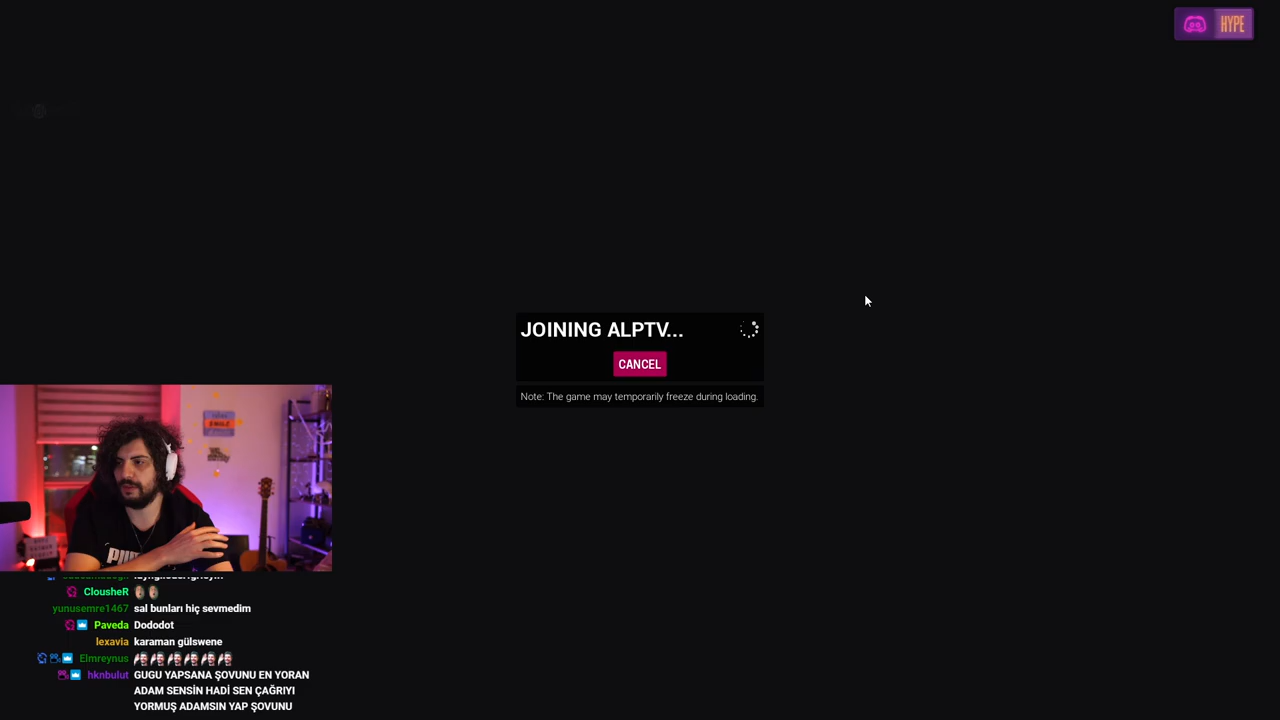 HYPE
JOINING ALPTV...
CANCEL
Note: The game may temporarily freeze during loading.
ClousheR
yunusemre1467 sal bunları hiç sevmedim
Paveda Dododot
lexavia karaman gülswene
Elmreynus
hknbulut GUGU YAPSANA ŞOVUNU EN YORAN
ADAM SENSİN HADİ SEN ÇAĞRIYI
YORMUŞ ADAMSIN YAP ŞOVUNU